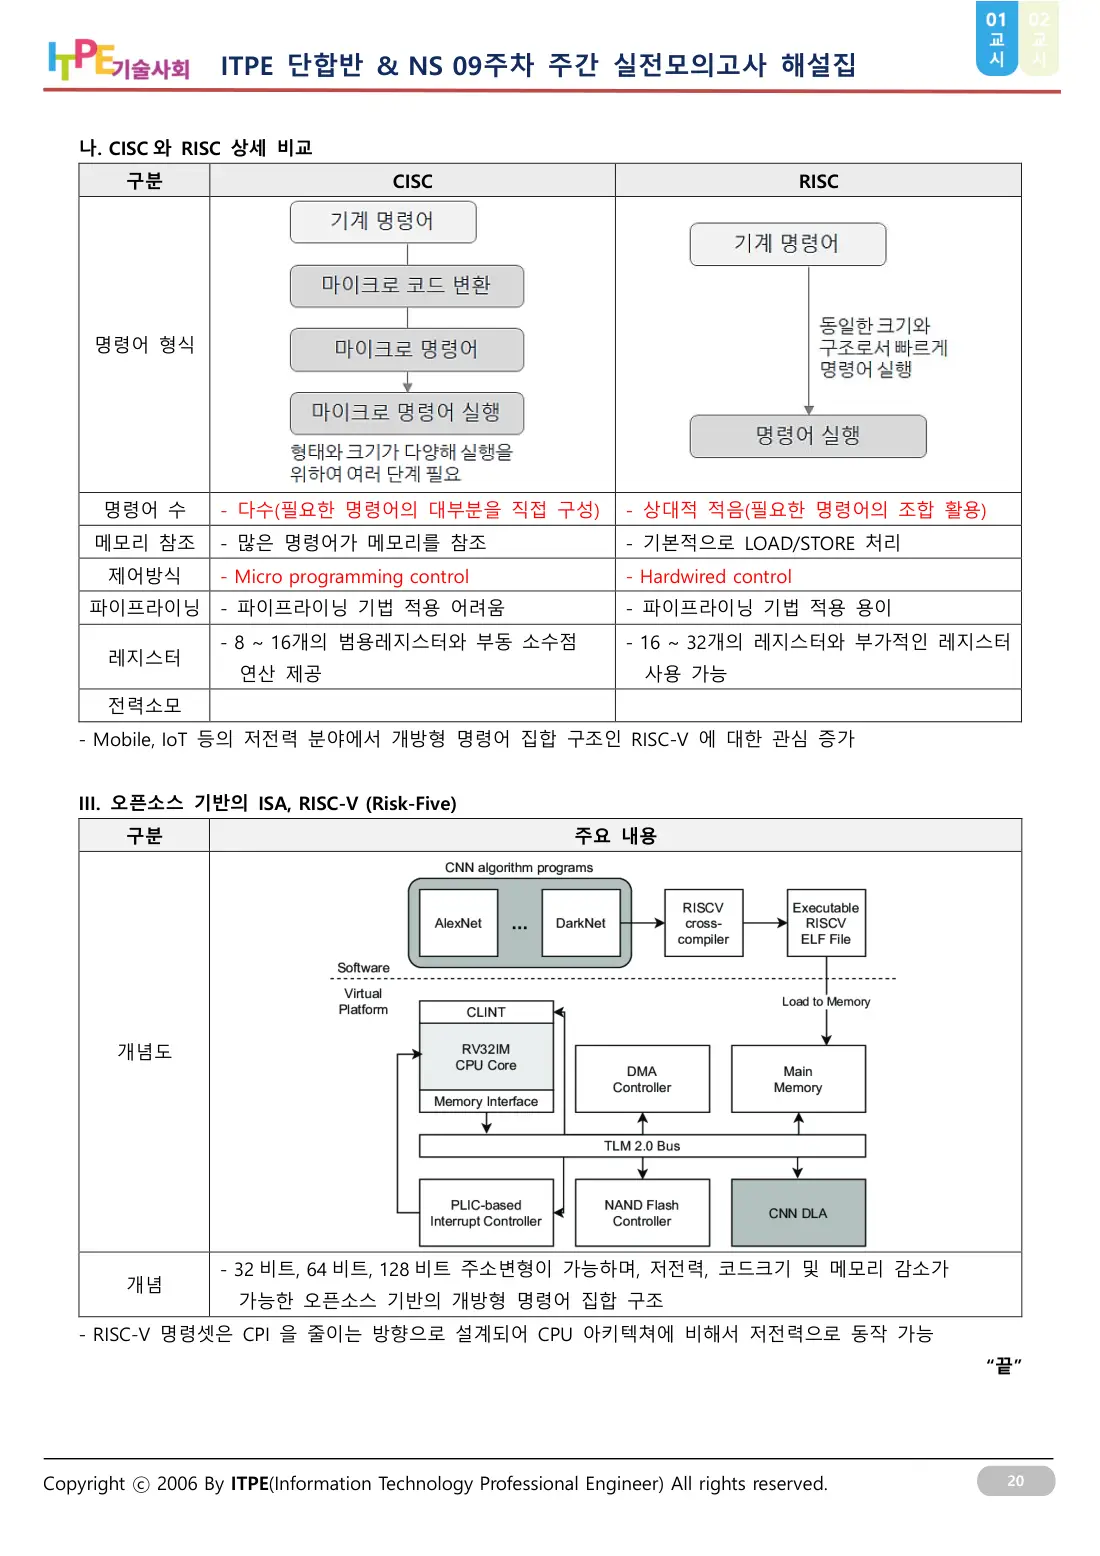 ITPE기술사회
ITPE 단합반 & NS 09주차 주간 실전모의고사 해설집
01 교 시
02 교 시
나. CISC와 RISC 상세 비교
구분 CISC RISC
명령어 형식
기계 명령어
마이크로 코드 변환
마이크로 명령어
마이크로 명령어 실행
형태와 크기가 다양해 실행을
위하여 여러 단계 필요
기계 명령어
동일한 크기와
구조로서 빠르게
명령어 실행
명령어 실행
명령어 수 - 다수(필요한 명령어의 대부분을 직접 구성) - 상대적 적음(필요한 명령어의 조합 활용)
메모리 참조 - 많은 명령어가 메모리를 참조 - 기본적으로 LOAD/STORE 처리
제어방식 - Micro programming control - Hardwired control
파이프라이닝 - 파이프라이닝 기법 적용 어려움 - 파이프라이닝 기법 적용 용이
레지스터
- 8 ~ 16개의 범용레지스터와 부동 소수점
연산 제공
- 16 ~ 32개의 레지스터와 부가적인 레지스터
사용 가능
전력소모
- Mobile, IoT 등의 저전력 분야에서 개방형 명령어 집합 구조인 RISC-V 에 대한 관심 증가
III. 오픈소스 기반의 ISA, RISC-V (Risk-Five)
구분 주요 내용
개념도
CNN algorithm programs
AlexNet ... DarkNet
RISCV
cross-
compiler
Executable
RISCV
ELF File
Software
Virtual
Platform
Load to Memory
CLINT
RV32IM
CPU Core
Memory Interface
DMA
Controller
Main
Memory
TLM 2.0 Bus
PLIC-based
Interrupt Controller
NAND Flash
Controller
CNN DLA
개념
- 32 비트, 64 비트, 128 비트 주소변형이 가능하며, 저전력, 코드크기 및 메모리 감소가
가능한 오픈소스 기반의 개방형 명령어 집합 구조
- RISC-V 명령셋은 CPI 을 줄이는 방향으로 설계되어 CPU 아키텍쳐에 비해서 저전력으로 동작 가능
“끝”
Copyright ⓒ 2006 By ITPE(Information Technology Professional Engineer) All rights reserved.
20